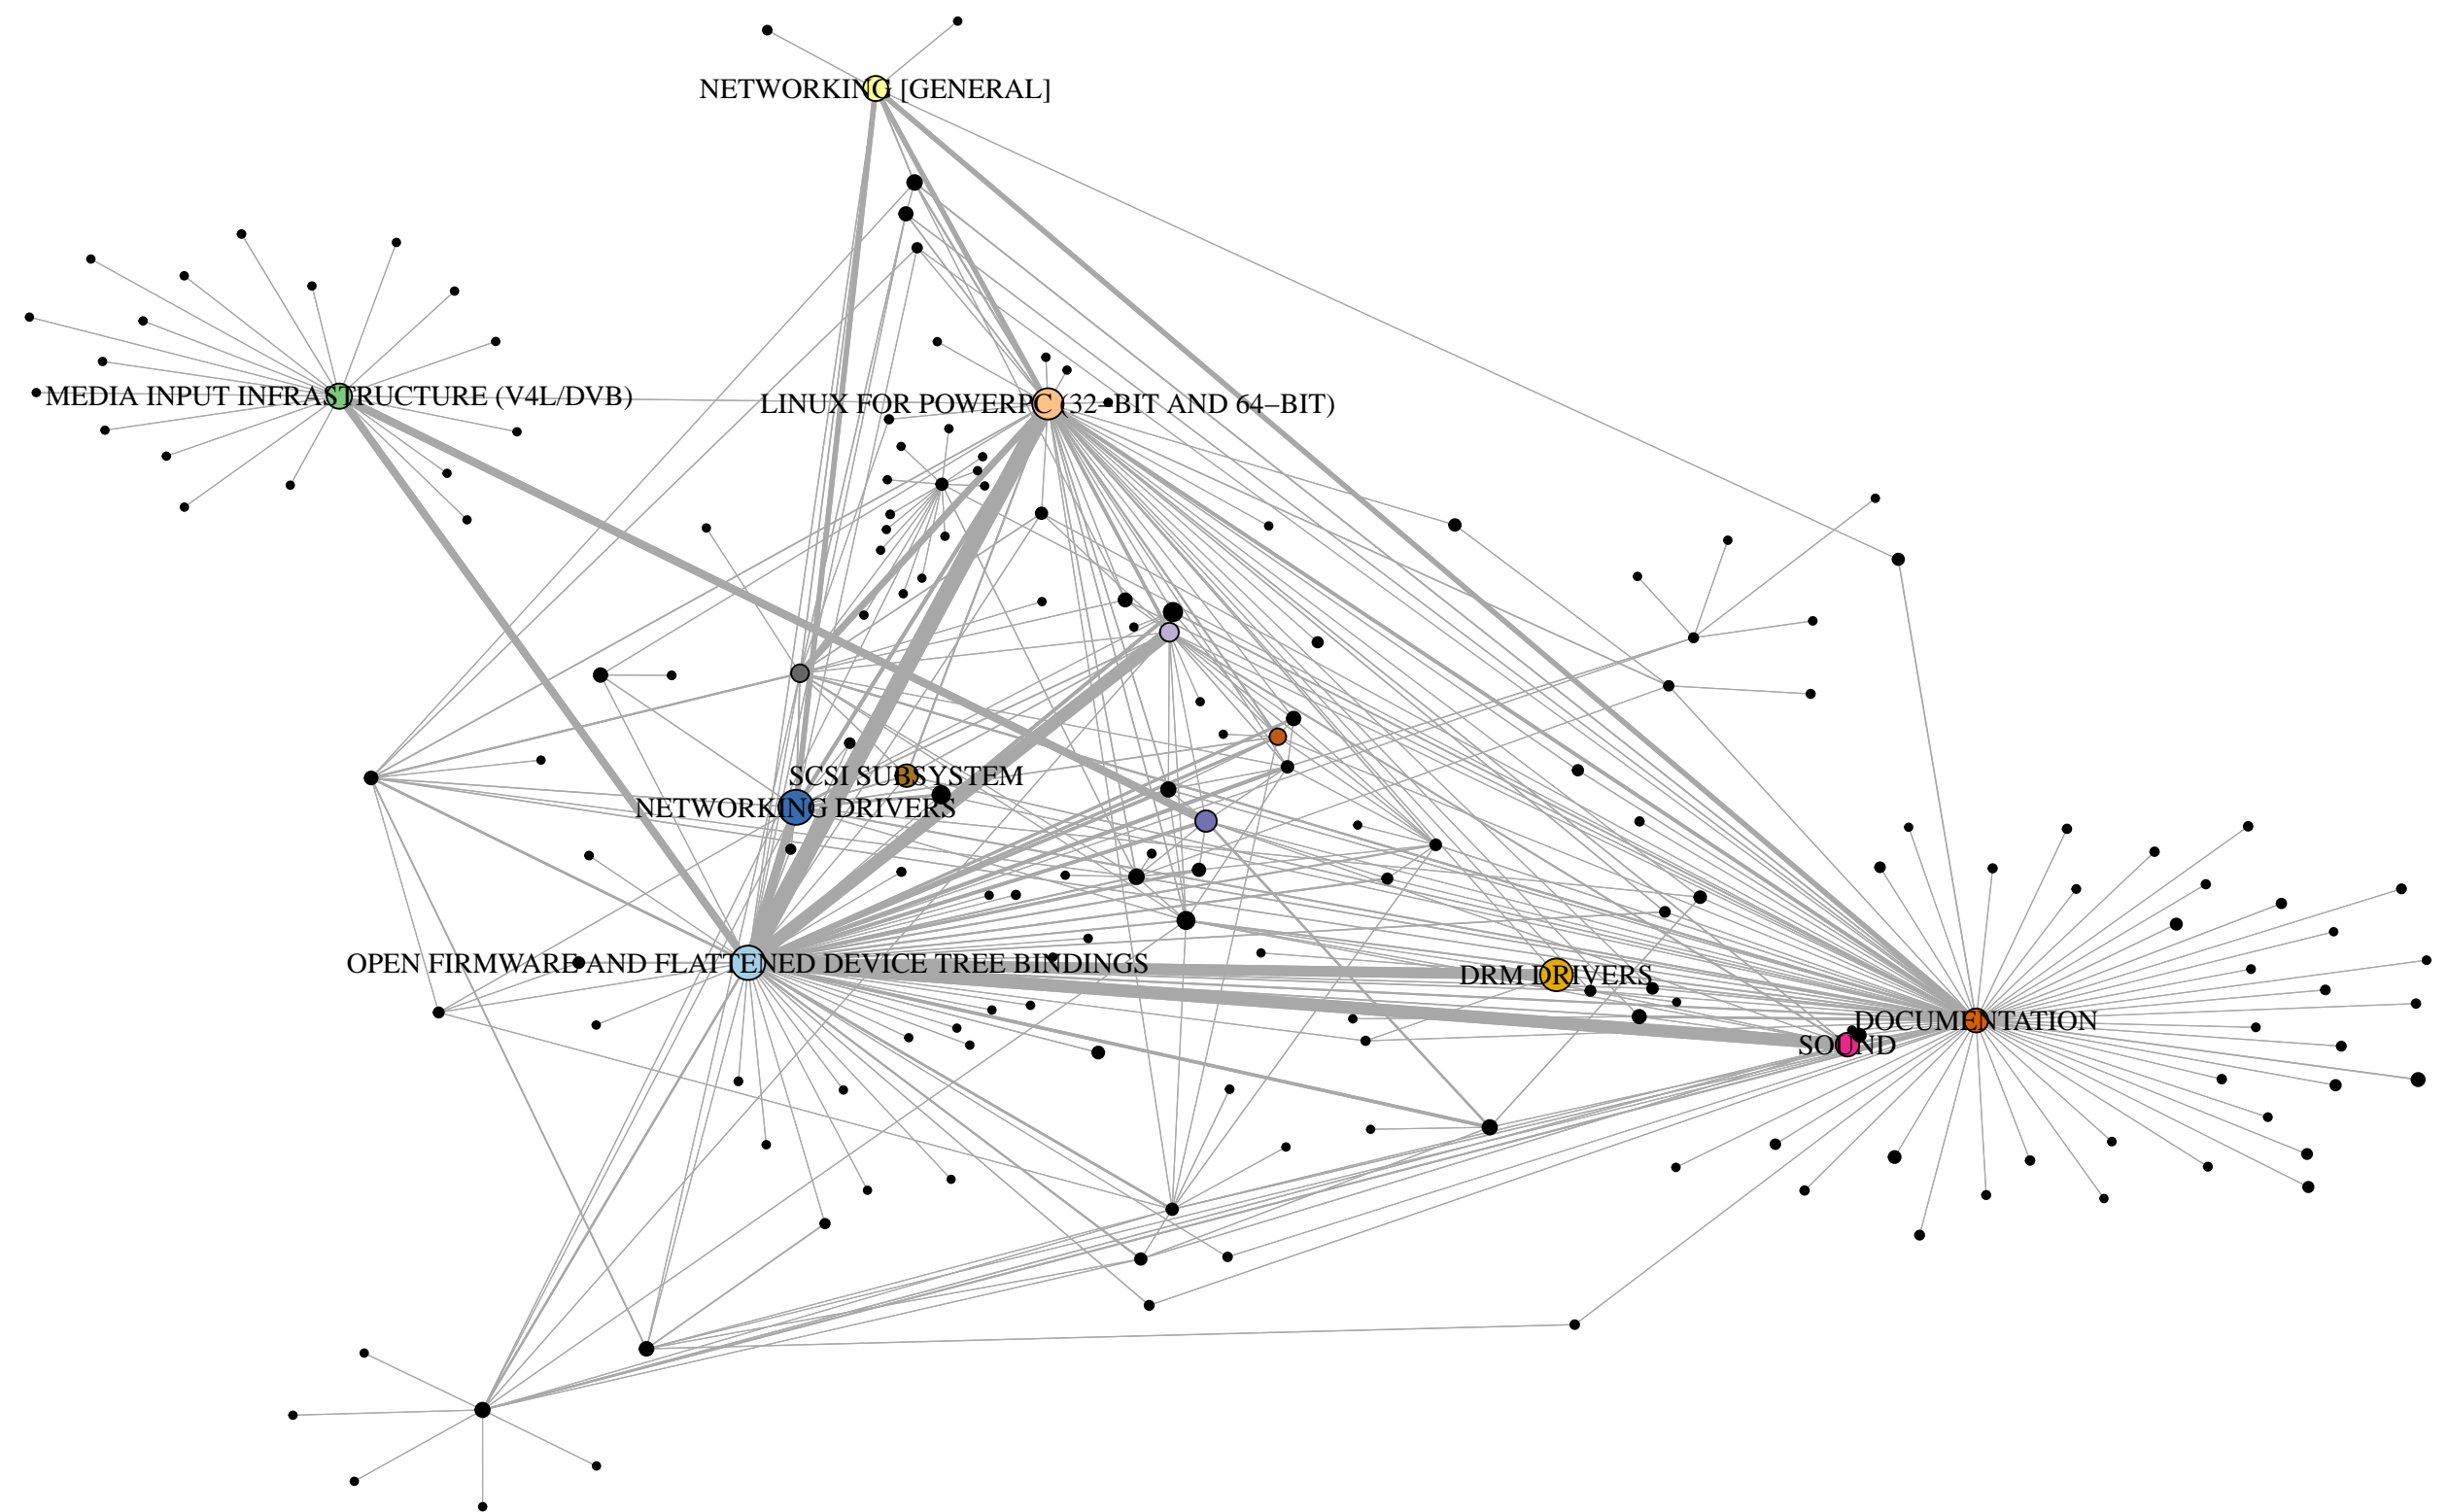 NETWORKING [GENERAL]
MEDIA INPUT INFRASTRUCTURE (V4L/DVB)
LINUX FOR POWERPC (32−BIT AND 64−BIT)
SCSI SUBSYSTEM
NETWORKING DRIVERS
OPEN FIRMWARE AND FLATTENED DEVICE TREE BINDINGS
DRM DRIVERS
DOCUMENTATION
SOUND